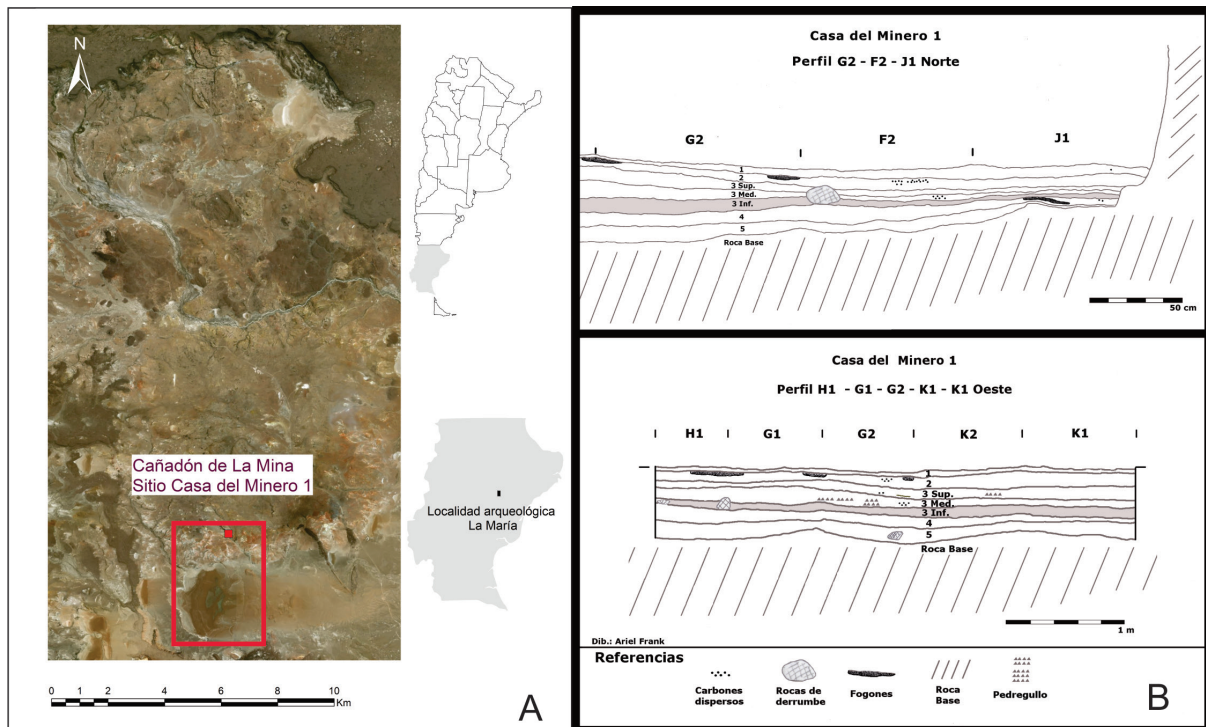 N
Cañadón de La Mina
Sitio Casa del Minero 1
Localidad arqueológica
La María
0 2 4 6 8 10
Km
A
Casa del Minero 1
Perfil G2 - F2 - J1 Norte
G2 F2 J1
1
2
3 Sup.
3 Med.
3 Inf.
4
5
Roca Base
50 cm
Casa del Minero 1
Perfil H1 - G1 - G2 - K1 - K1 Oeste
H1 G1 G2 K2 K1
1
2
3 Sup.
3 Med.
3 Inf.
4
5
Roca Base
1 m
Dib.: Ariel Frank
Referencias
Carbones
dispersos
Rocas de
derrumbe
Fogones
Roca
Base
Pedregullo
B